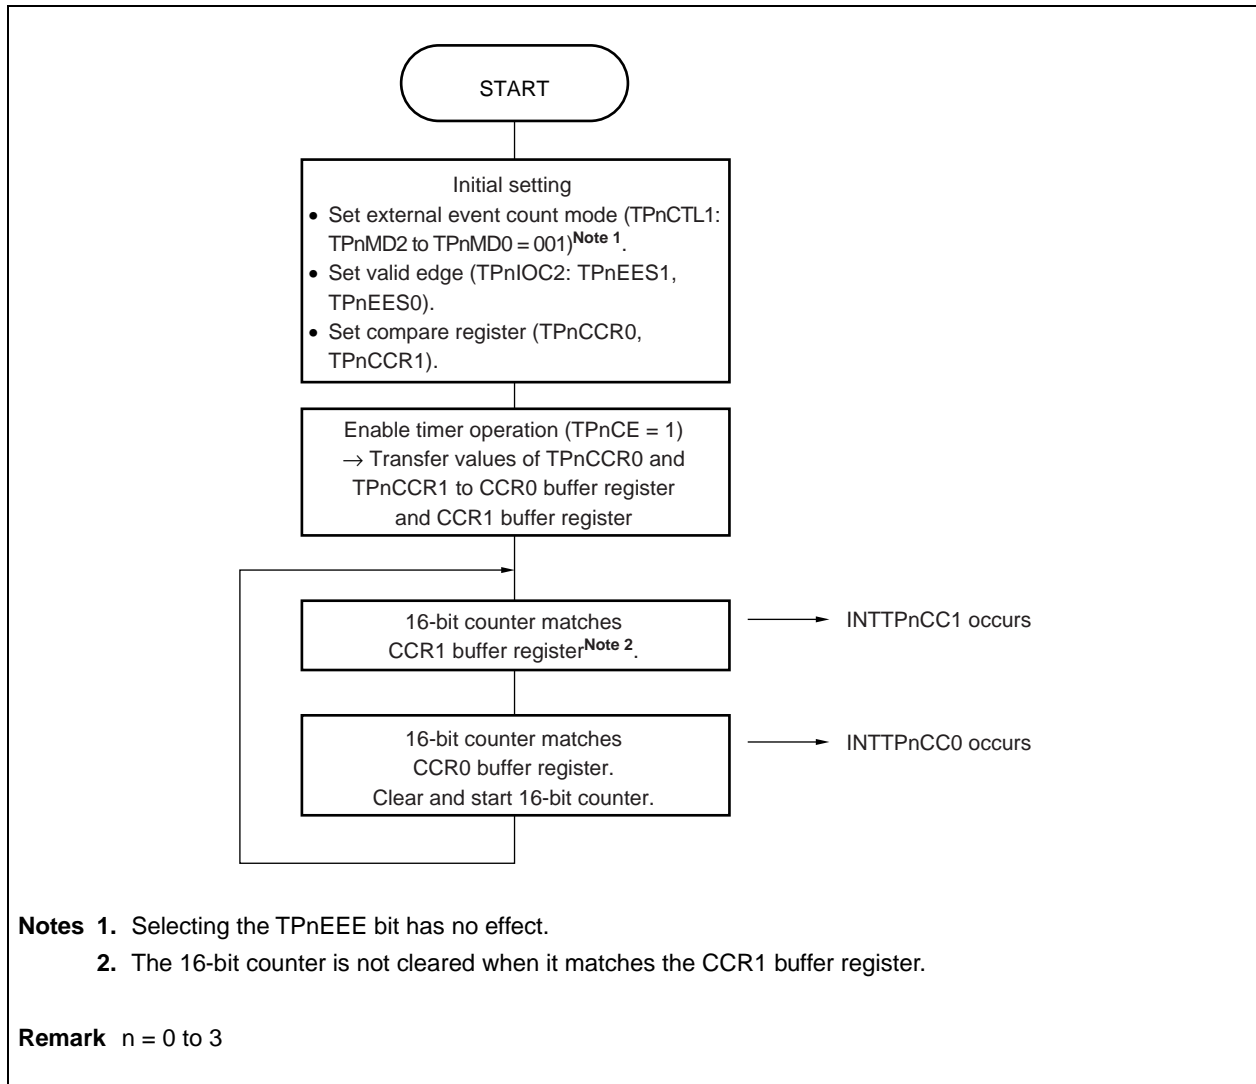 START
Initial setting
• Set external event count mode (TPnCTL1:
TPnMD2 to TPnMD0 = 001)Note 1.
• Set valid edge (TPnIOC2: TPnEES1,
TPnEES0).
• Set compare register (TPnCCR0,
TPnCCR1).
Enable timer operation (TPnCE = 1)
→ Transfer values of TPnCCR0 and
TPnCCR1 to CCR0 buffer register
and CCR1 buffer register
16-bit counter matches
CCR1 buffer registerNote 2.
INTTPnCC1 occurs
16-bit counter matches
CCR0 buffer register.
Clear and start 16-bit counter.
INTTPnCC0 occurs
Notes 1. Selecting the TPnEEE bit has no effect.
2. The 16-bit counter is not cleared when it matches the CCR1 buffer register.
Remark n = 0 to 3